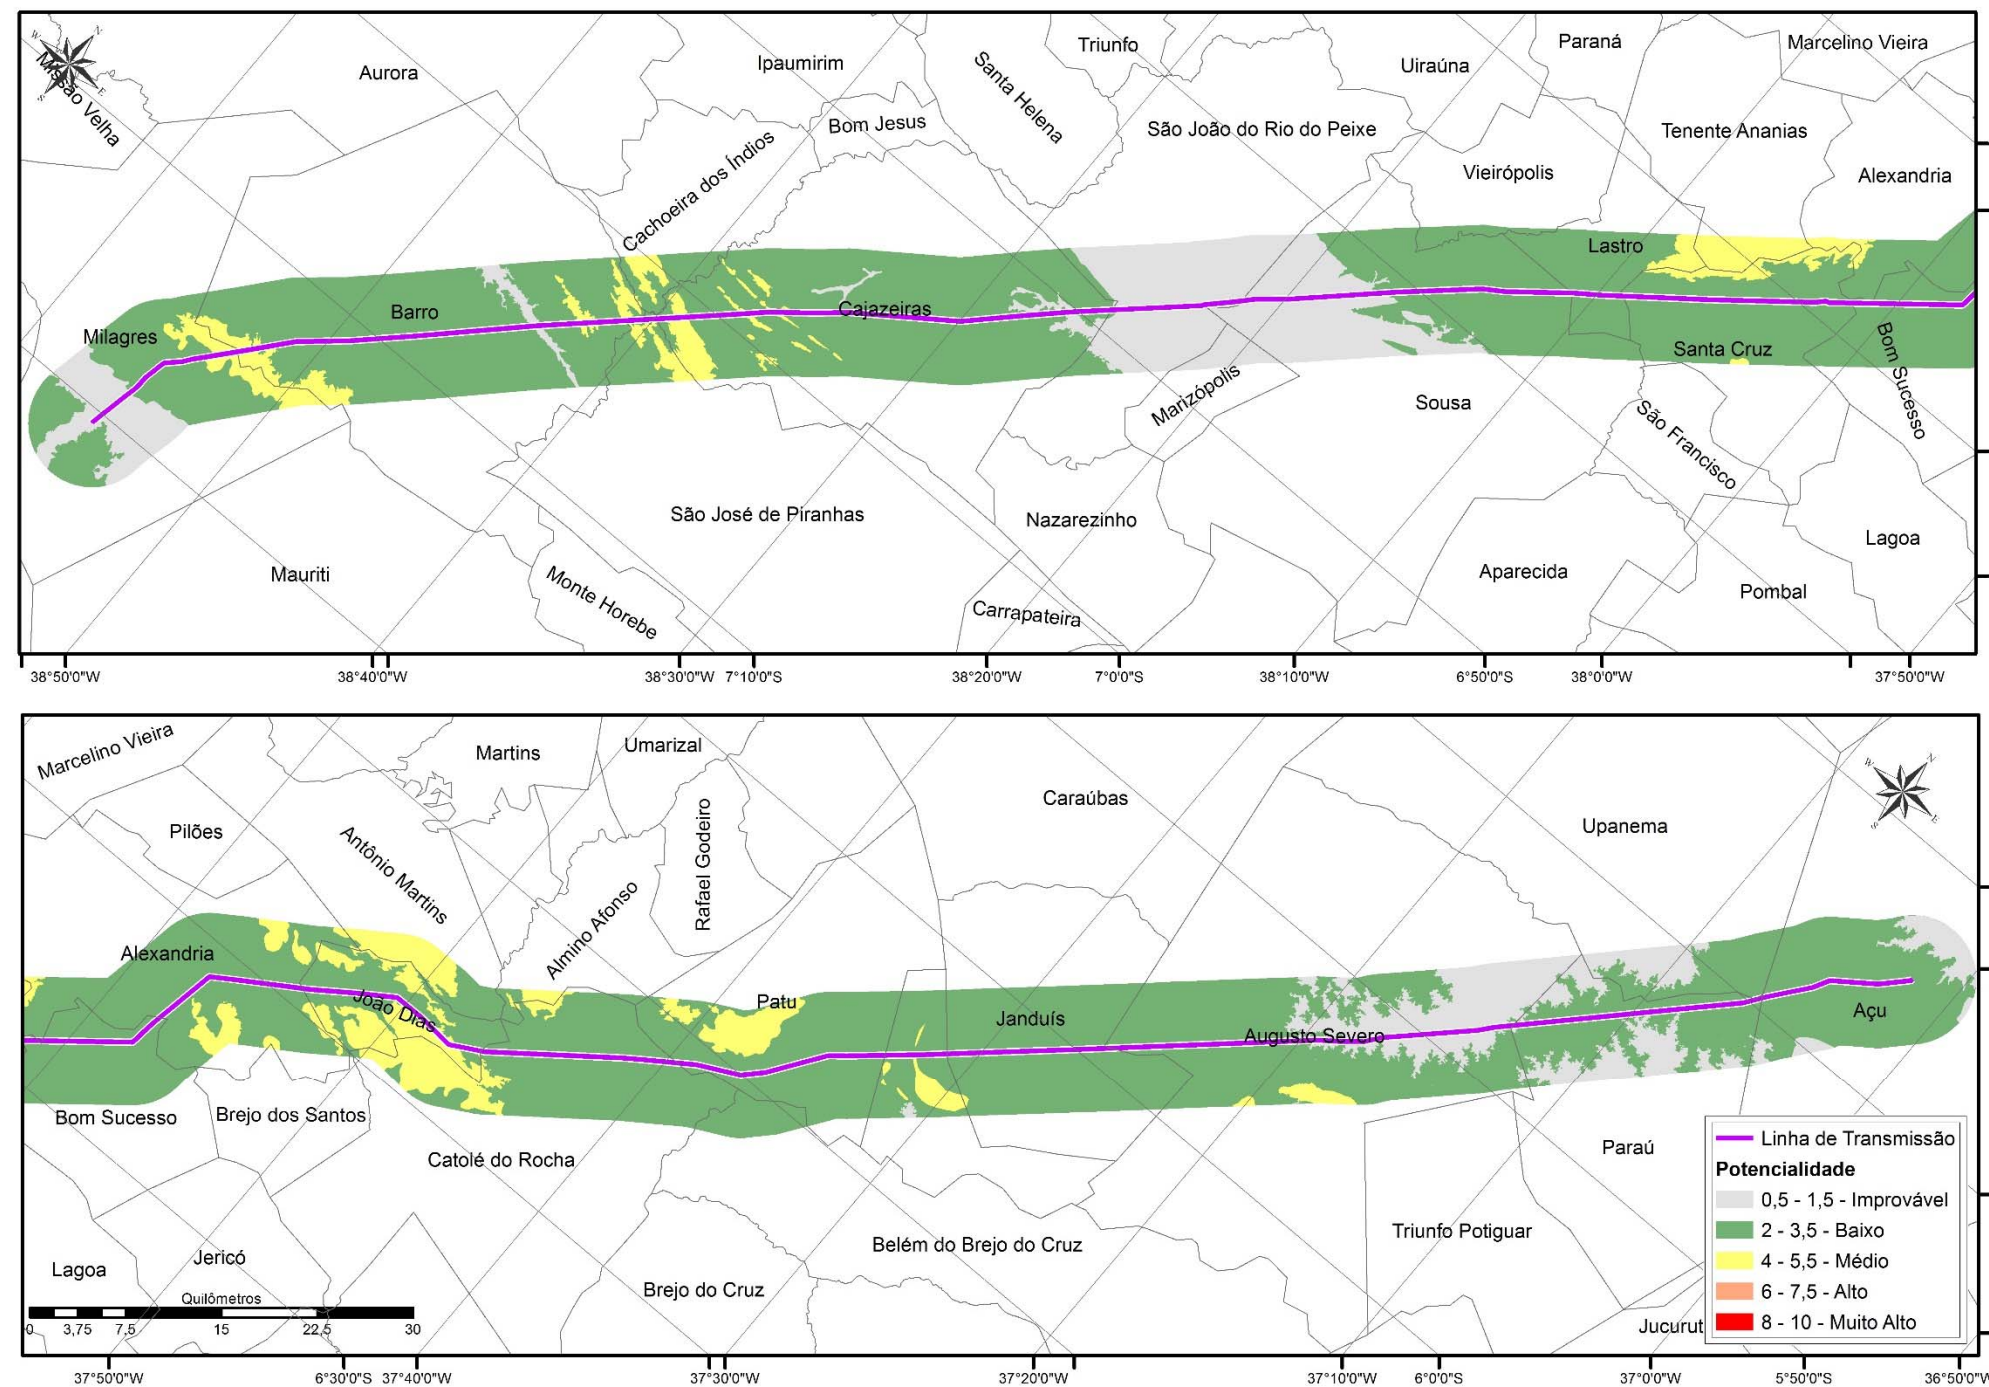 N
W
E
S
Missão Velha
Aurora
Ipaumirim
Santa Helena
Triunfo
Uiraúna
Paraná
Marcelino Vieira
Bom Jesus
Cachoeira dos Índios
São João do Rio do Peixe
Vieirópolis
Tenente Ananias
Alexandria
Milagres
Barro
Cajazeiras
Lastro
Santa Cruz
Bom Sucesso
Marizópolis
Sousa
São Francisco
Mauriti
Monte Horebe
São José de Piranhas
Nazarezinho
Carrapateira
Aparecida
Pombal
Lagoa
38°50'0"W
38°40'0"W
38°30'0"W
7°10'0"S
38°20'0"W
7°0'0"S
38°10'0"W
6°50'0"S
38°0'0"W
37°50'0"W
Marcelino Vieira
Martins
Umarizal
Pilões
Antônio Martins
Almino Afonso
Rafael Godeiro
Caraúbas
Upanema
N
W
E
S
Alexandria
João Dias
Patu
Janduís
Augusto Severo
Açu
Bom Sucesso
Brejo dos Santos
Catolé do Rocha
Belém do Brejo do Cruz
Brejo do Cruz
Jericó
Lagoa
Triunfo Potiguar
Paraú
Jucurut
Linha de Transmissão
Potencialidade
0,5 - 1,5 - Improvável
2 - 3,5 - Baixo
4 - 5,5 - Médio
6 - 7,5 - Alto
8 - 10 - Muito Alto
Quilômetros
0 3,75 7,5 15 22,5 30
37°50'0"W
6°30'0"S
37°40'0"W
37°30'0"W
37°20'0"W
37°10'0"W
6°0'0"S
37°0'0"W
5°50'0"S
36°50'0"W